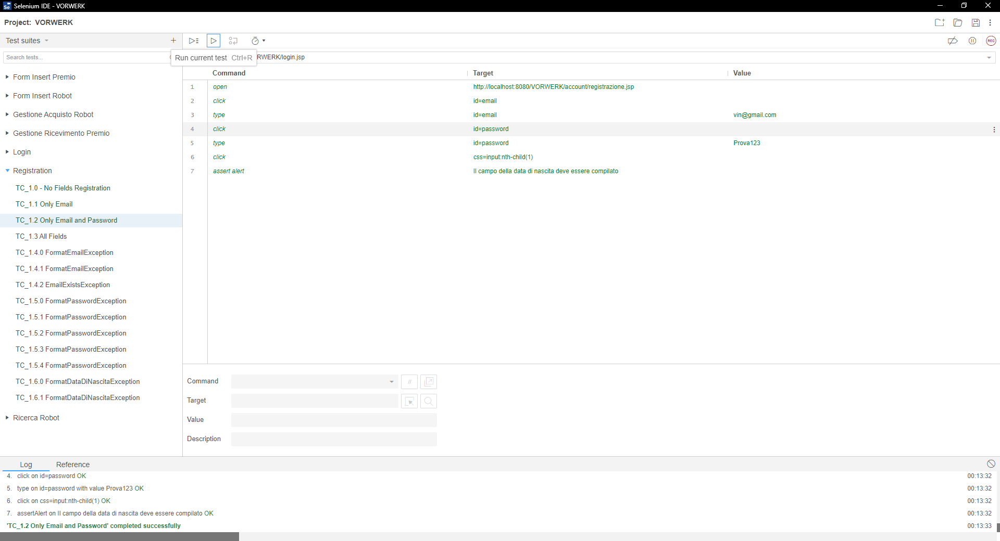 Se Selenium IDE - VORWERK
Project: VORWERK
Test suites
Search tests...
Run current test Ctrl+R
RWERK/login.jsp
REC
Command Target Value
1 open http://localhost:8080/VORWERK/account/registrazione.jsp
2 click id=email
3 type id=email vin@gmail.com
4 click id=password
5 type id=password Prova123
6 click css=input:nth-child(1)
7 assert alert Il campo della data di nascita deve essere compilato
Form Insert Premio
Form Insert Robot
Gestione Acquisto Robot
Gestione Ricevimento Premio
Login
Registration
TC_1.0 - No Fields Registration
TC_1.1 Only Email
TC_1.2 Only Email and Password
TC_1.3 All Fields
TC_1.4.0 FormatEmailException
TC_1.4.1 FormatEmailException
TC_1.4.2 EmailExistsException
TC_1.5.0 FormatPasswordException
TC_1.5.1 FormatPasswordException
TC_1.5.2 FormatPasswordException
TC_1.5.3 FormatPasswordException
TC_1.5.4 FormatPasswordException
TC_1.6.0 FormatDataDiNascitaException
TC_1.6.1 FormatDataDiNascitaException
Ricerca Robot
Command //
Target
Value
Description
Log Reference
4. click on id=password OK 00:13:32
5. type on id=password with value Prova123 OK 00:13:32
6. click on css=input:nth-child(1) OK 00:13:32
7. assertAlert on Il campo della data di nascita deve essere compilato OK 00:13:32
'TC_1.2 Only Email and Password' completed successfully 00:13:33